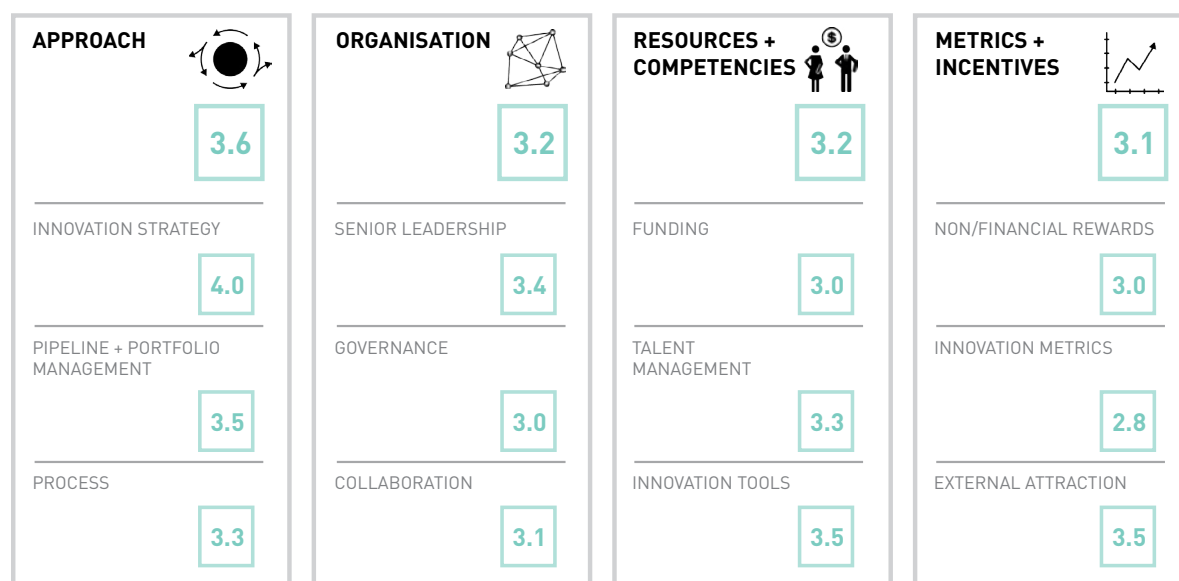 APPROACH
3.6
INNOVATION STRATEGY
4.0
PIPELINE + PORTFOLIO
MANAGEMENT
3.5
PROCESS
3.3
ORGANISATION
3.2
SENIOR LEADERSHIP
3.4
GOVERNANCE
3.0
COLLABORATION
3.1
RESOURCES +
COMPETENCIES
$
3.2
FUNDING
3.0
TALENT
MANAGEMENT
3.3
INNOVATION TOOLS
3.5
METRICS +
INCENTIVES
3.1
NON/FINANCIAL REWARDS
3.0
INNOVATION METRICS
2.8
EXTERNAL ATTRACTION
3.5